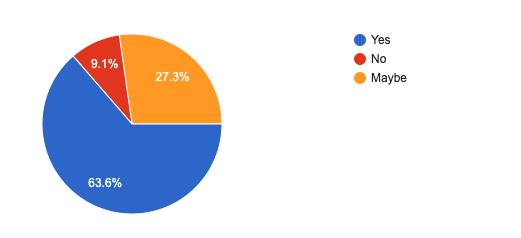 Yes
No
Maybe
9.1%
27.3%
63.6%